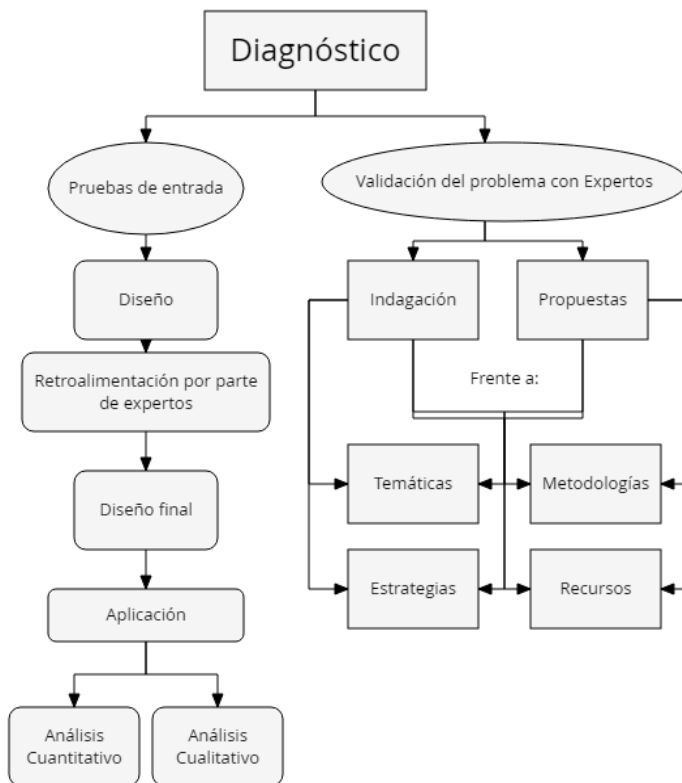 Diagnóstico
Pruebas de entrada
Validación del problema con Expertos
Diseño
Indagación
Propuestas
Retroalimentación por parte
de expertos
Frente a:
Diseño final
Temáticas
Metodologías
Aplicación
Estrategias
Recursos
Análisis
Cuantitativo
Análisis
Cualitativo